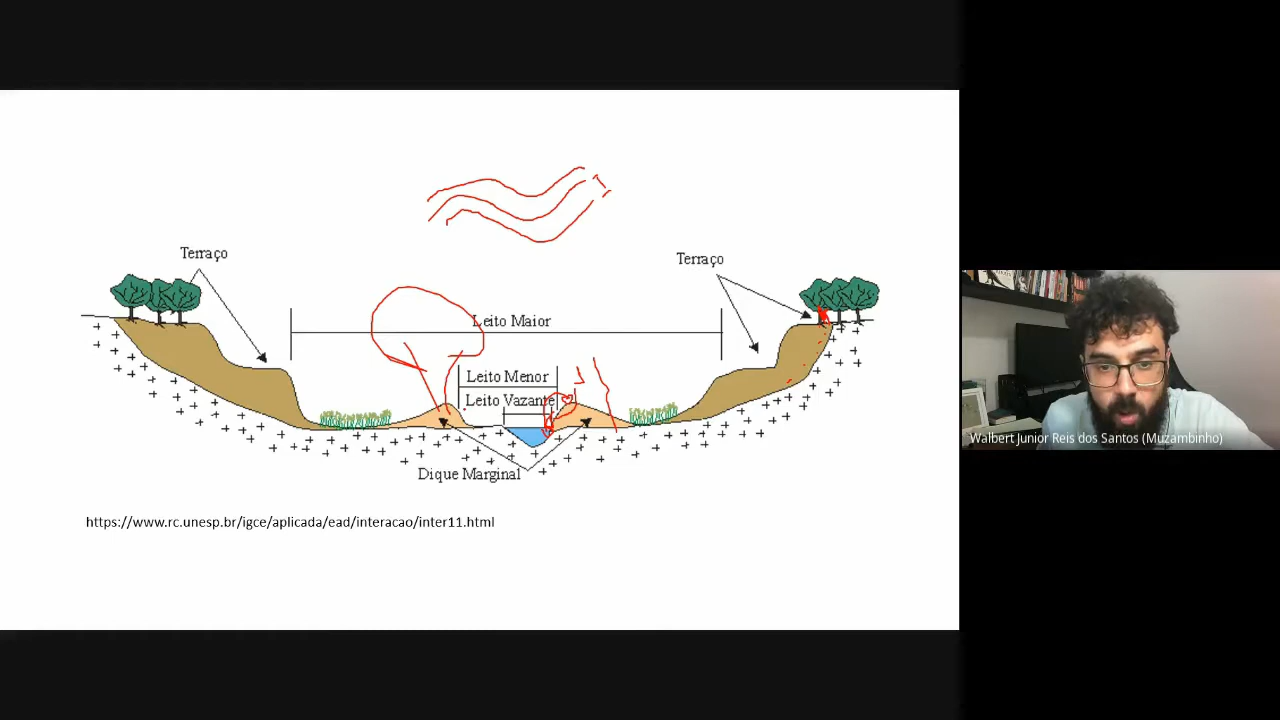 Terraço
Terraço
Leito Maior
Leito Menor
Leito Vazante
Dique Marginal
https://www.rc.unesp.br/igce/aplicada/ead/interacao/inter11.html
Walbert Junior Reis dos Santos (Muzambinho)